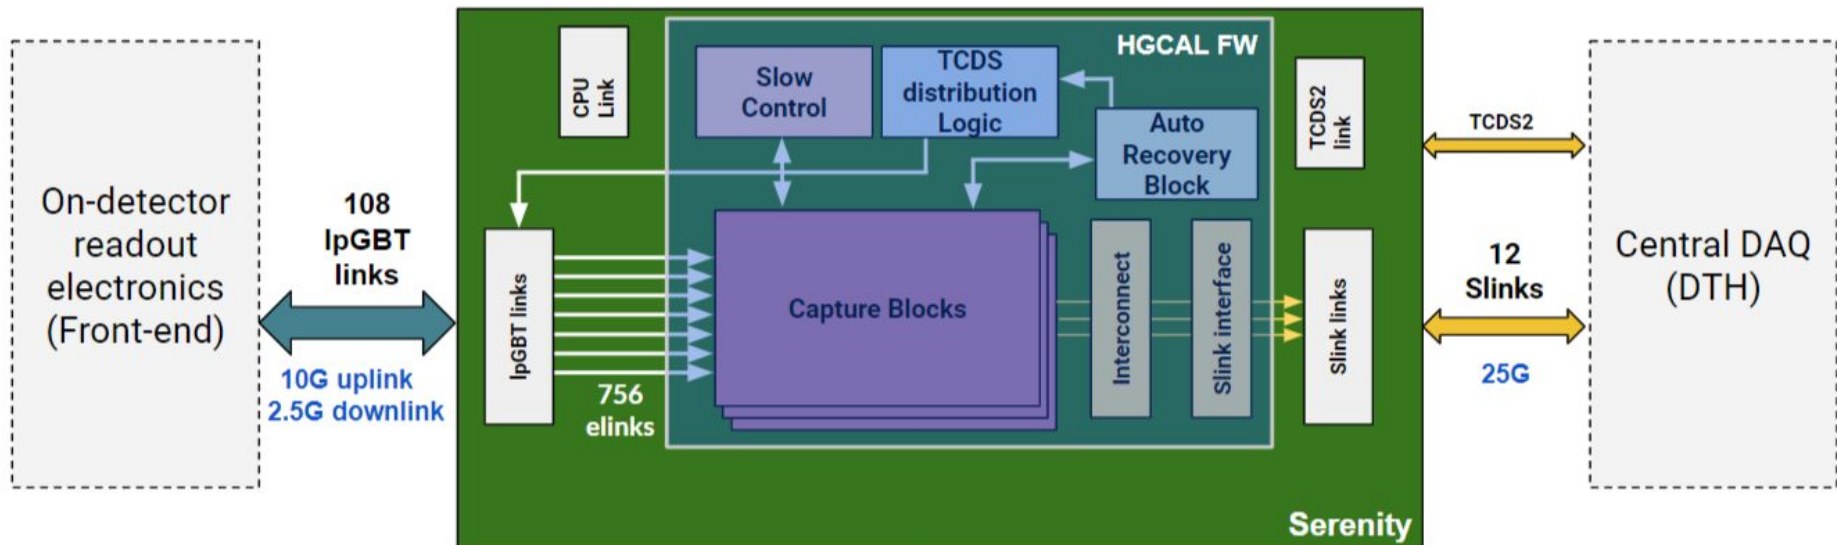 On-detector
readout
electronics
(Front-end)
108
lpGBT
links
10G uplink
2.5G downlink
CPU
Link
lpGBT links
756
elinks
HGCAL FW
Slow
Control
TCDS
distribution
Logic
Auto
Recovery
Block
Capture Blocks
Interconnect
Slink interface
TCDS2
link
Slink links
Serenity
TCDS2
12
Slinks
25G
Central DAQ
(DTH)